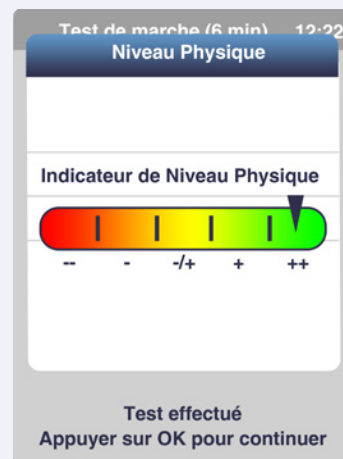 Test de marche (6 min) 12:22
Niveau Physique
Indicateur de Niveau Physique
-- - -/+ + ++
Test effectué
Appuyer sur OK pour continuer